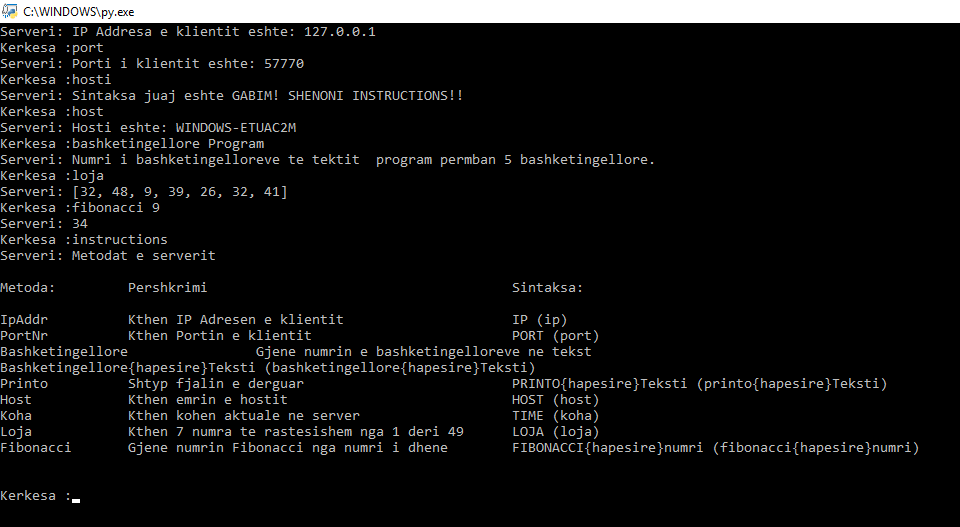 C:\WINDOWS\py.exe
Serveri: IP Addresa e klientit eshte: 127.0.0.1
Kerkesa :port
Serveri: Porti i klientit eshte: 57770
Kerkesa :hosti
Serveri: Sintaksa juaj eshte GABIM! SHENONI INSTRUCTIONS!!
Kerkesa :host
Serveri: Hosti eshte: WINDOWS-ETUAC2M
Kerkesa :bashketingellore Program
Serveri: Numri i bashketingelloreve te tektit  program permban 5 bashketingellore.
Kerkesa :loja
Serveri: [32, 48, 9, 39, 26, 32, 41]
Kerkesa :fibonacci 9
Serveri: 34
Kerkesa :instructions
Serveri: Metodat e serverit
Metoda: Pershkrimi Sintaksa:
IpAddr Kthen IP Adresen e klientit IP (ip)
PortNr Kthen Portin e klientit PORT (port)
Bashketingellore Gjene numrin e bashketingelloreve ne tekst
Bashketingellore{hapesire}Teksti (bashketingellore{hapesire}Teksti)
Printo Shtyp fjalin e derguar PRINTO{hapesire}Teksti (printo{hapesire}Teksti)
Host Kthen emrin e hostit HOST (host)
Koha Kthen kohen aktuale ne server TIME (koha)
Loja Kthen 7 numra te rastesishem nga 1 deri 49 LOJA (loja)
Fibonacci Gjene numrin Fibonacci nga numri i dhene FIBONACCI{hapesire}numri (fibonacci{hapesire}numri)
Kerkesa :